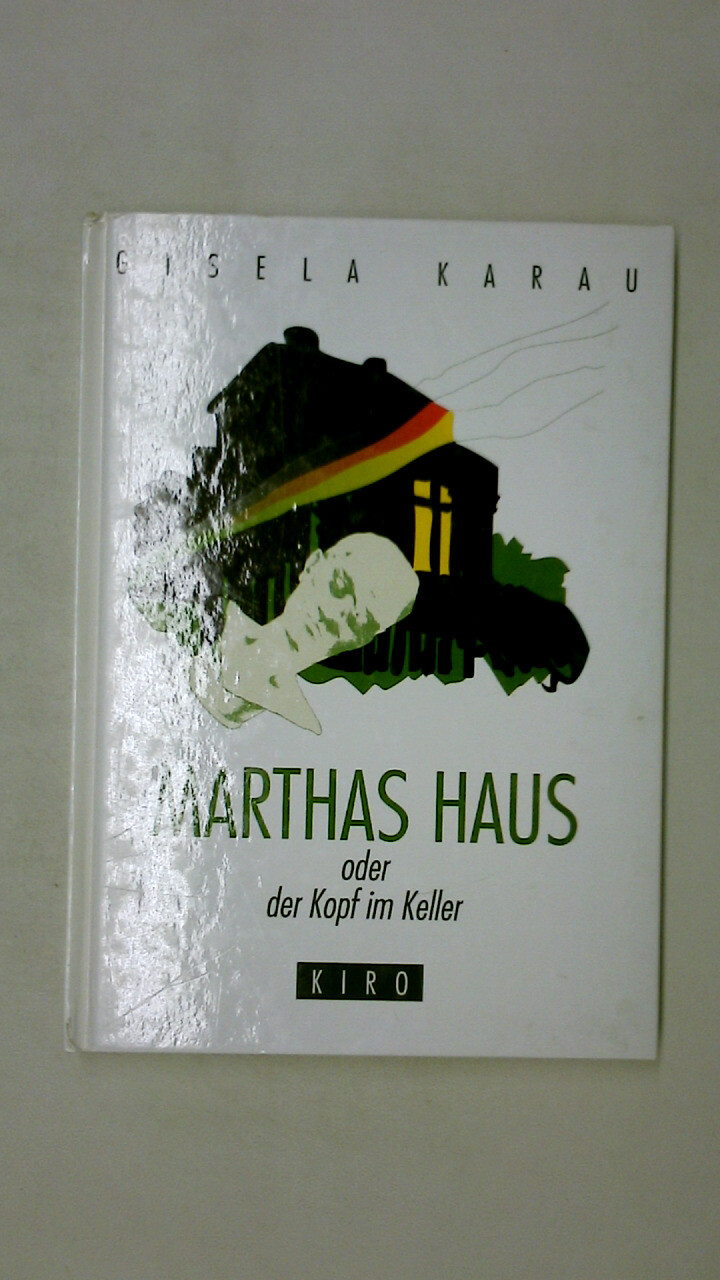 GISELA KARAU
MARTHAS HAUS
oder
der Kopf im Keller
KIRO